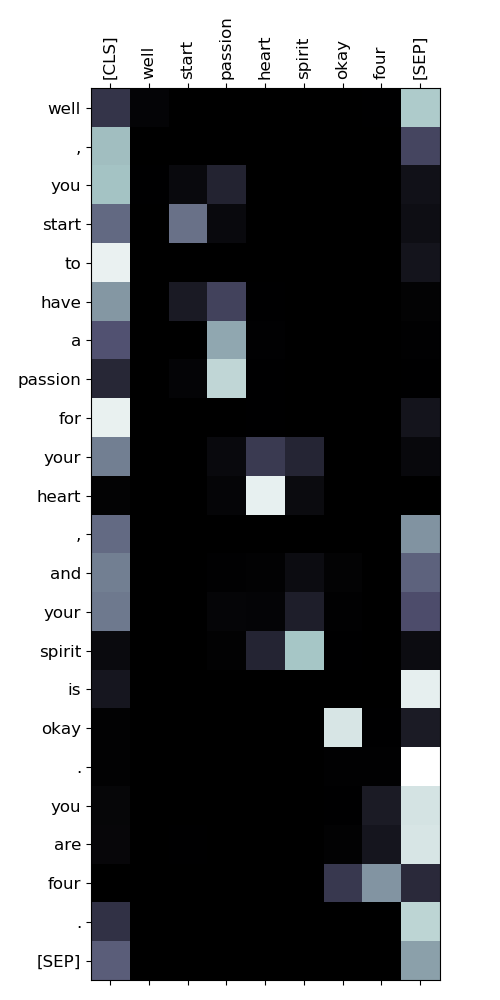 [CLS] well start passion heart spirit okay four [SEP]
well
,
you
start
to
have
a
passion
for
your
heart
,
and
your
spirit
is
okay
.
you
are
four
.
[SEP]